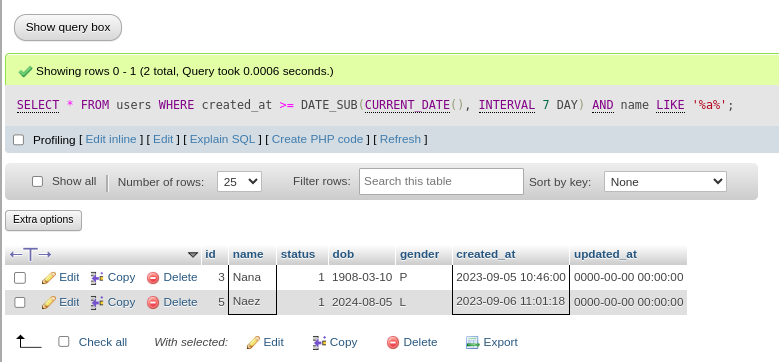 Show query box
Showing rows 0 - 1 (2 total, Query took 0.0006 seconds.)
SELECT * FROM users WHERE created_at >= DATE_SUB(CURRENT_DATE(), INTERVAL 7 DAY) AND name LIKE '%a%';
Profiling [ Edit inline ] [ Edit ] [ Explain SQL ] [ Create PHP code ] [ Refresh ]
Show all Number of rows: 25 Filter rows: Search this table Sort by key: None
Extra options
id name status dob gender created_at updated_at
Edit Copy Delete 3 Nana 1 1908-03-10 P 2023-09-05 10:46:00 0000-00-00 00:00:00
Edit Copy Delete 5 Naez 1 2024-08-05 L 2023-09-06 11:01:18 0000-00-00 00:00:00
Check all With selected: Edit Copy Delete Export